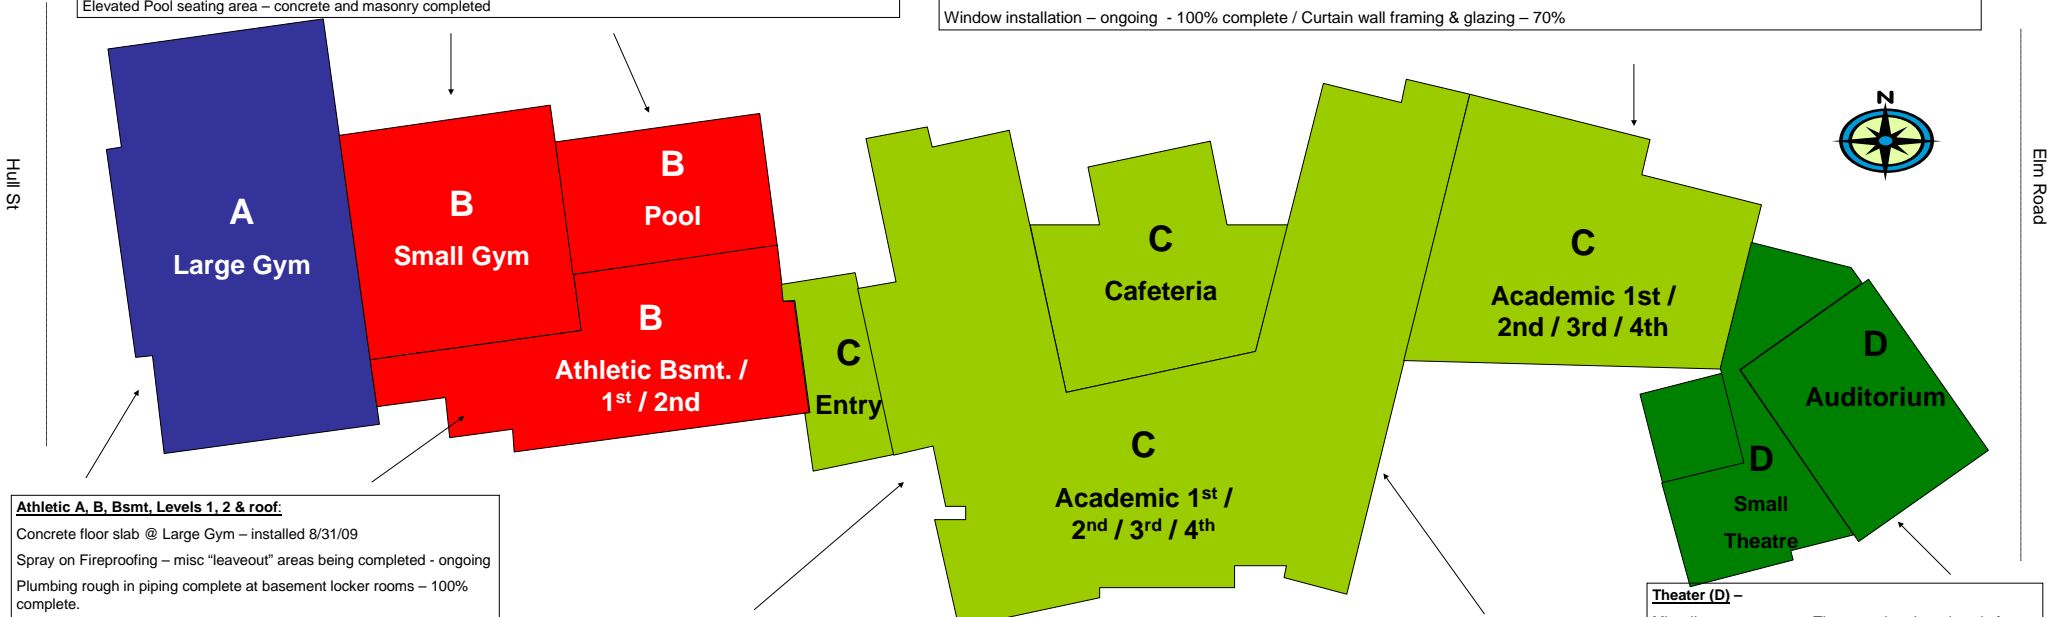 Elevated Pool seating area – concrete and masonry completed
Window installation – ongoing - 100% complete / Curtain wall framing & glazing – 70%
Hull St
Elm Road
N
A
Large Gym
B
Small Gym
B
Pool
B
Athletic Bsmt. /
1st / 2nd
C
Entry
C
Cafeteria
C
Academic 1st /
2nd / 3rd / 4th
C
Academic 1st /
2nd / 3rd / 4th
D
Auditorium
D
Small
Theatre
Athletic A, B, Bsmt, Levels 1, 2 & roof:
Concrete floor slab @ Large Gym – installed 8/31/09
Spray on Fireproofing – misc “leaveout” areas being completed - ongoing
Plumbing rough in piping complete at basement locker rooms – 100%
complete.
Theater (D) –